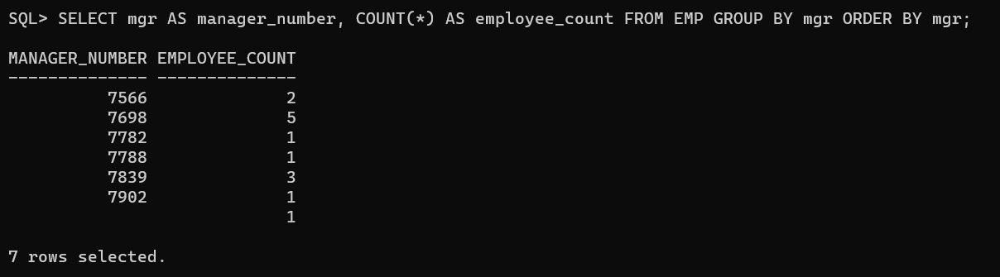 SQL> SELECT mgr AS manager_number, COUNT(*) AS employee_count FROM EMP GROUP BY mgr ORDER BY mgr;
MANAGER_NUMBER EMPLOYEE_COUNT
-------------- --------------
          7566              2
          7698              5
          7782              1
          7788              1
          7839              3
          7902              1
                            1
7 rows selected.